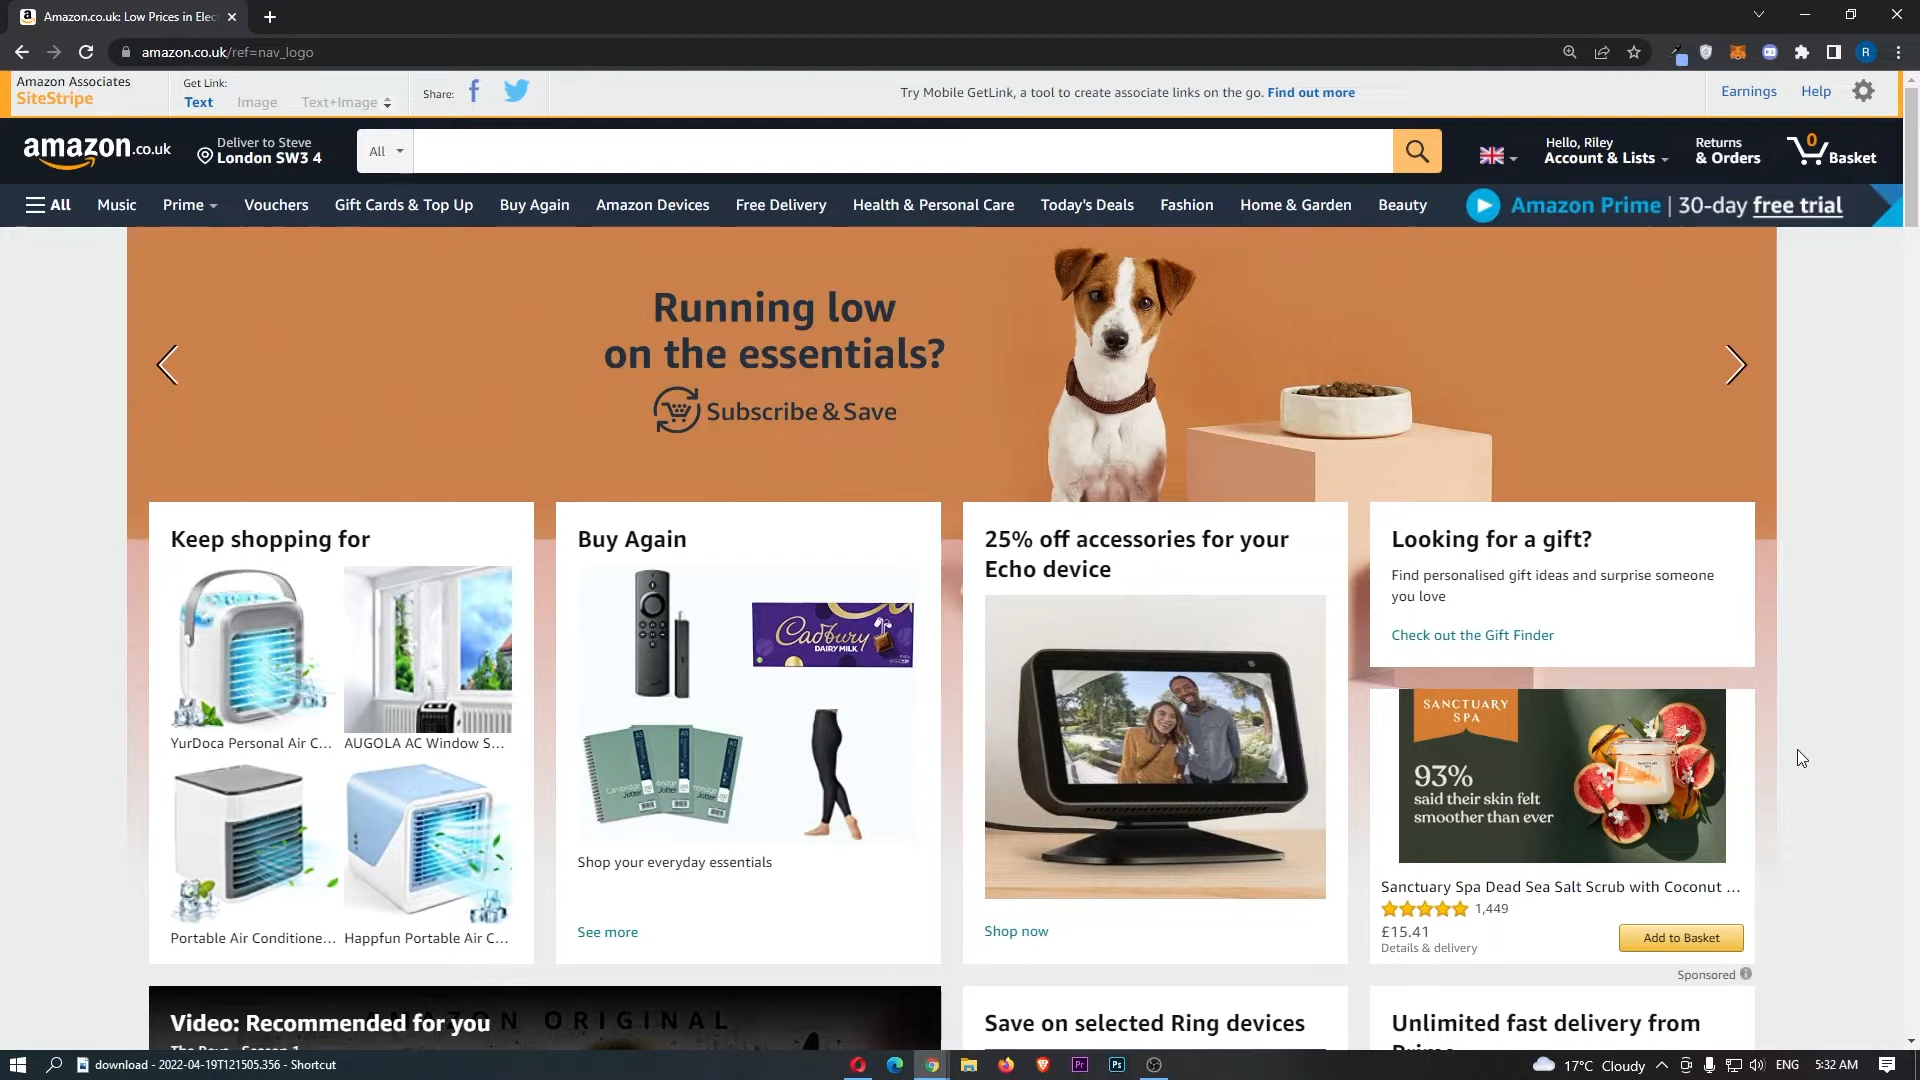 Amazon.co.uk: Low Prices in Elec
amazon.co.uk/ref=nav_logo
R
Amazon Associates
SiteStripe
Get Link:
Text Image Text+Image
Share:
Try Mobile GetLink, a tool to create associate links on the go. Find out more
Earnings Help
amazon.co.uk
Deliver to Steve
London SW3 4
All
Hello, Riley
Account & Lists
Returns
& Orders
0
Basket
All Music Prime Vouchers Gift Cards & Top Up Buy Again Amazon Devices Free Delivery Health & Personal Care Today's Deals Fashion Home & Garden Beauty
Amazon Prime | 30-day free trial
Running low
on the essentials?
Subscribe & Save
Keep shopping for
YurDoca Personal Air C...
AUGOLA AC Window S...
Portable Air Conditione...
Happfun Portable Air C...
Buy Again
Cadbury
DAIRY MILK
Shop your everyday essentials
See more
25% off accessories for your
Echo device
Shop now
Looking for a gift?
Find personalised gift ideas and surprise someone
you love
Check out the Gift Finder
SANCTUARY
SPA
93%
said their skin felt
smoother than ever
Sanctuary Spa Dead Sea Salt Scrub with Coconut ...
1,449
£15.41
Details & delivery
Add to Basket
Sponsored
Video: Recommended for you
AMAZON ORIGINAL
Save on selected Ring devices
Unlimited fast delivery from
download - 2022-04-19T121505.356 - Shortcut
Pr
Ps
17°C Cloudy
ENG
5:32 AM